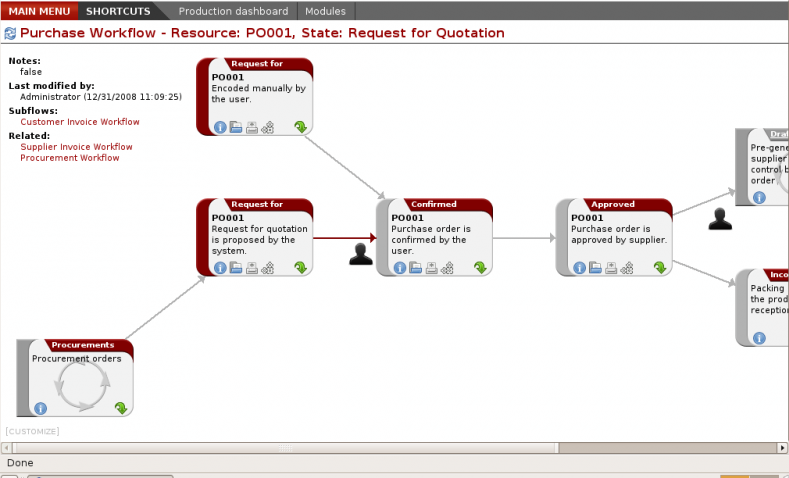 MAIN MENU SHORTCUTS Production dashboard Modules
Purchase Workflow - Resource: PO001, State: Request for Quotation
Notes:
false
Last modified by:
Administrator (12/31/2008 11:09:25)
Subflows:
Customer Invoice Workflow
Related:
Supplier Invoice Workflow
Procurement Workflow
Request for
PO001
Encoded manually by
the user.
Request for
PO001
Request for quotation
is proposed by the
system.
Confirmed
PO001
Purchase order is
confirmed by the
user.
Approved
PO001
Purchase order is
approved by supplier.
Pre-gene
supplier
control b
order
Inco
Packing
the prod
reception
Procurements
Procurement orders
[CUSTOMIZE]
Done